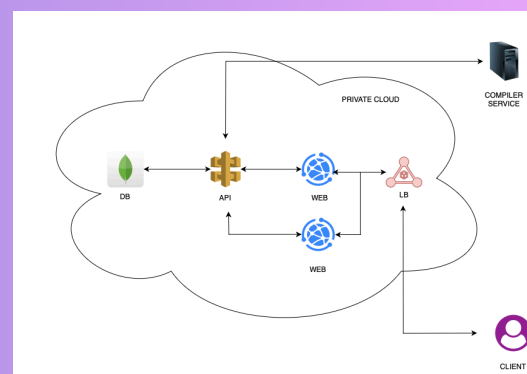 COMPILER
SERVICE
PRIVATE CLOUD
DB
API
WEB
LB
WEB
CLIENT